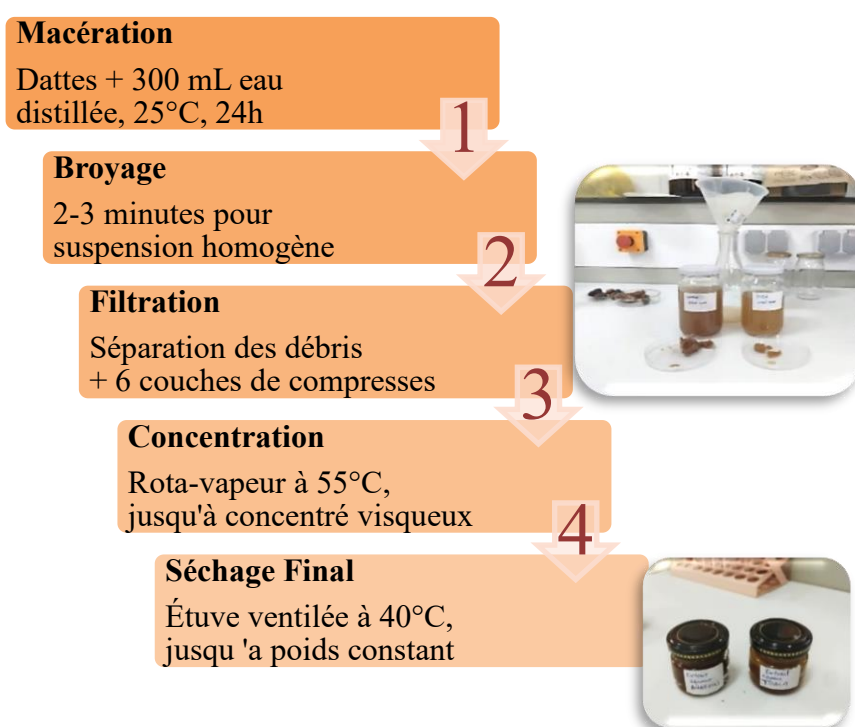 Macération
Dattes + 300 mL eau
distillée, 25°C, 24h
1
Broyage
2-3 minutes pour
suspension homogène
2
Filtration
Séparation des débris
+ 6 couches de compresses
3
Concentration
Rota-vapeur à 55°C,
jusqu'à concentré visqueux
4
Séchage Final
Étuve ventilée à 40°C,
jusqu 'a poids constant
Extrait
Extrait